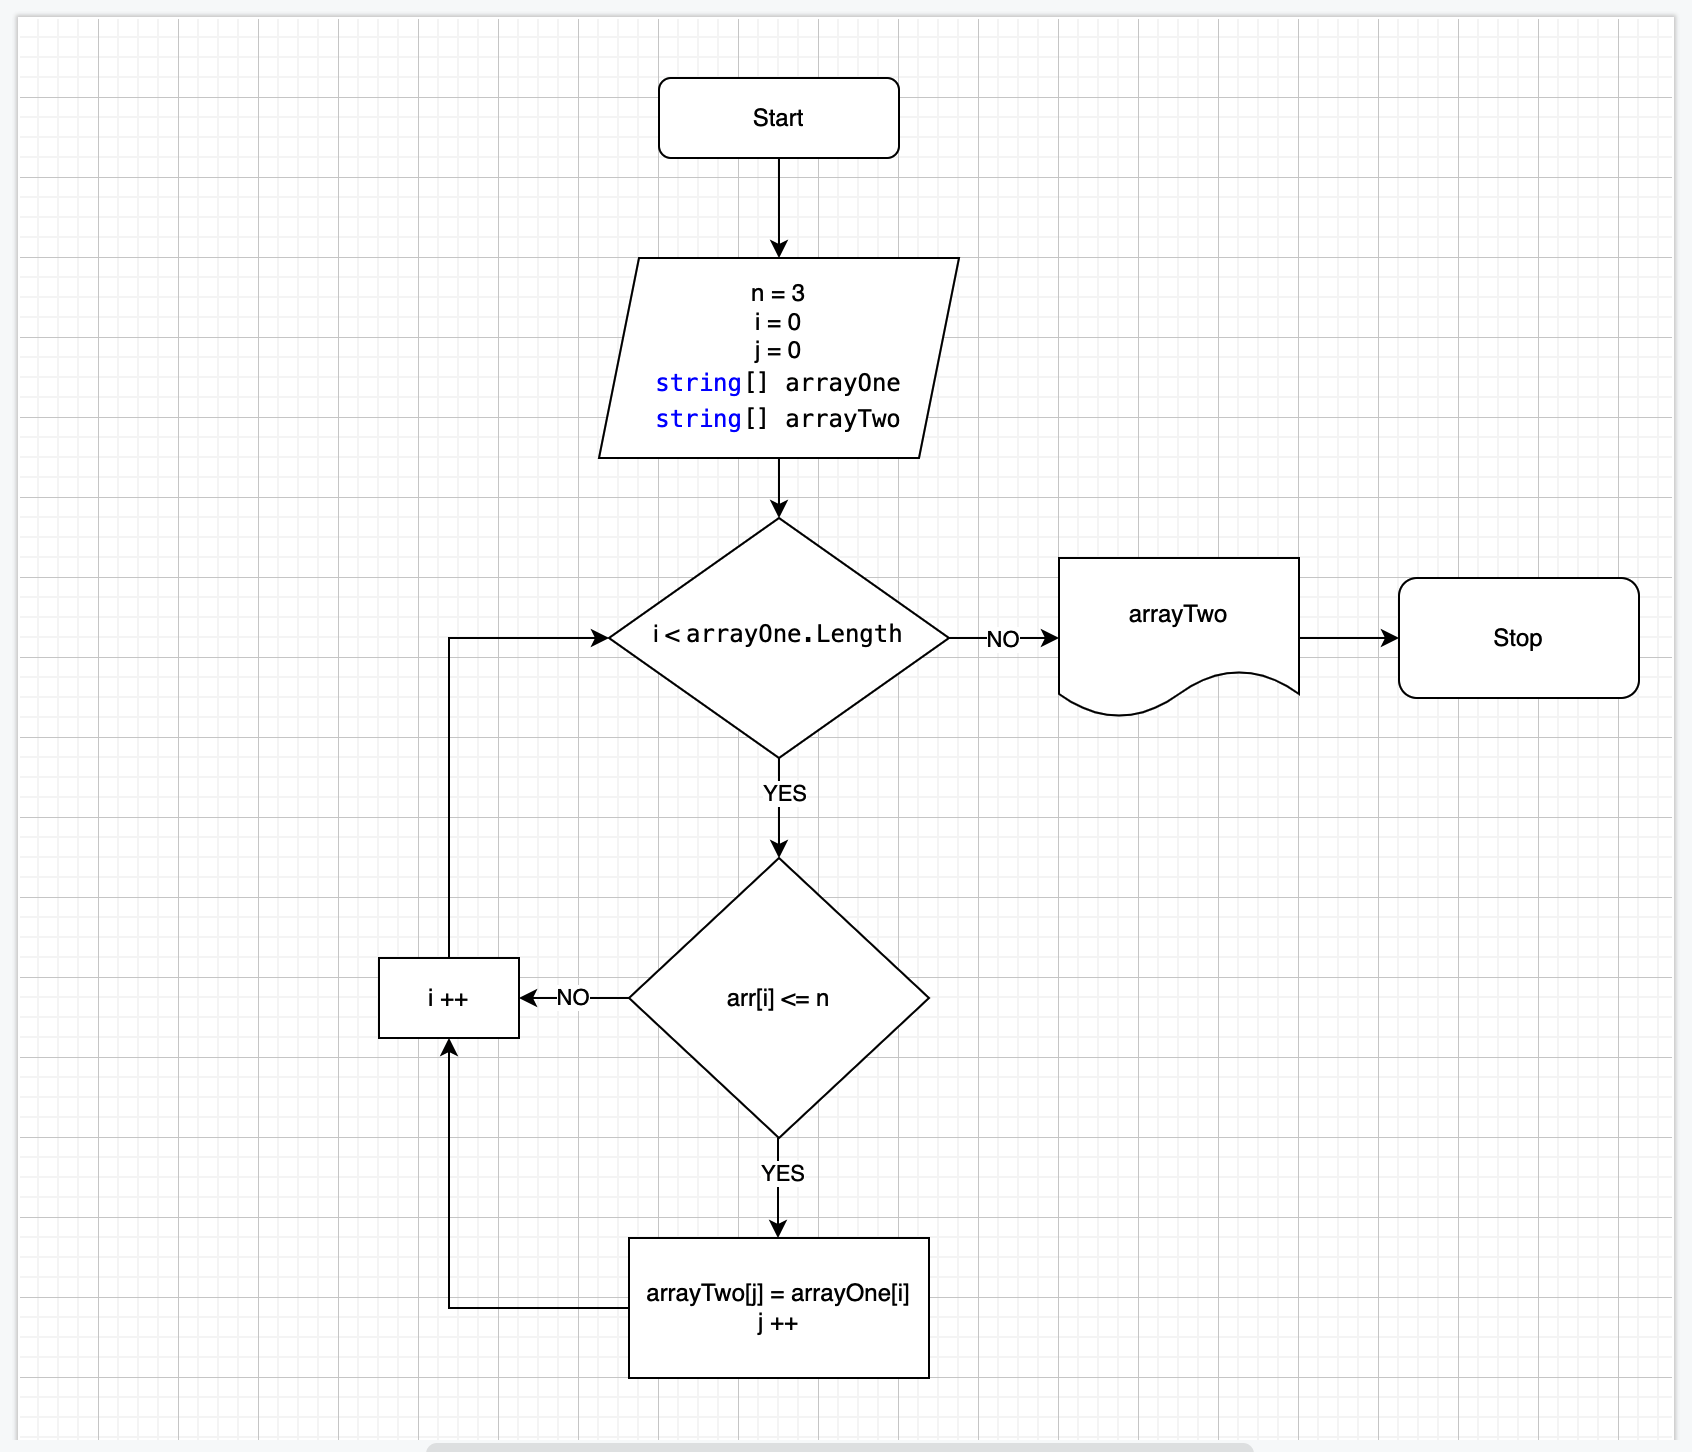 Start
n = 3
i = 0
j = 0
string[] arrayOne
string[] arrayTwo
i < arrayOne.Length
NO
arrayTwo
Stop
YES
arr[i] <= n
NO
i ++
YES
arrayTwo[j] = arrayOne[i]
j ++